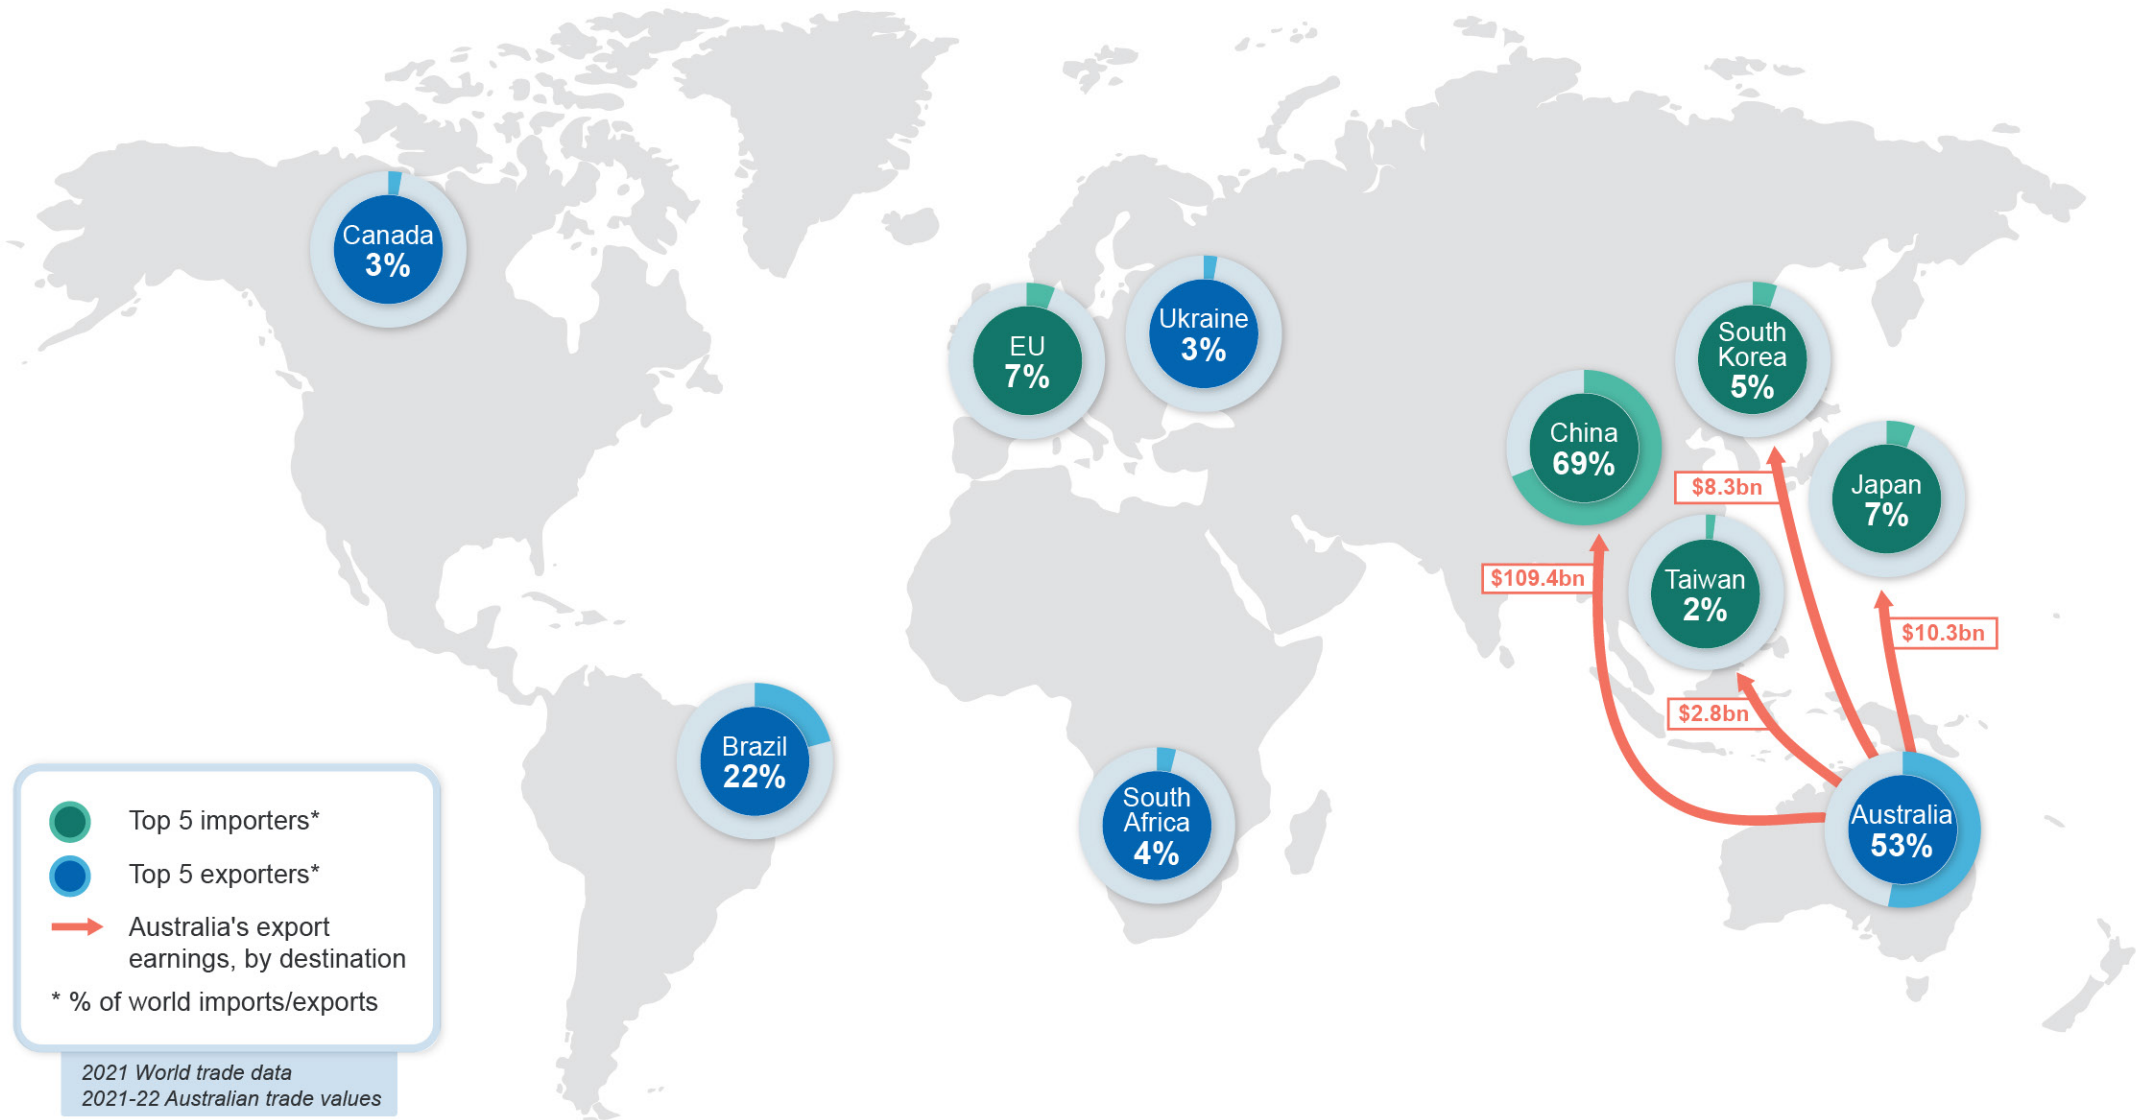 Canada
3%
EU
7%
Ukraine
3%
South
Korea
5%
China
69%
$8.3bn
Japan
7%
$109.4bn
Taiwan
2%
$10.3bn
$2.8bn
Brazil
22%
South
Africa
4%
Australia
53%
Top 5 importers*
Top 5 exporters*
Australia's export
earnings, by destination
* % of world imports/exports
2021 World trade data
2021-22 Australian trade values